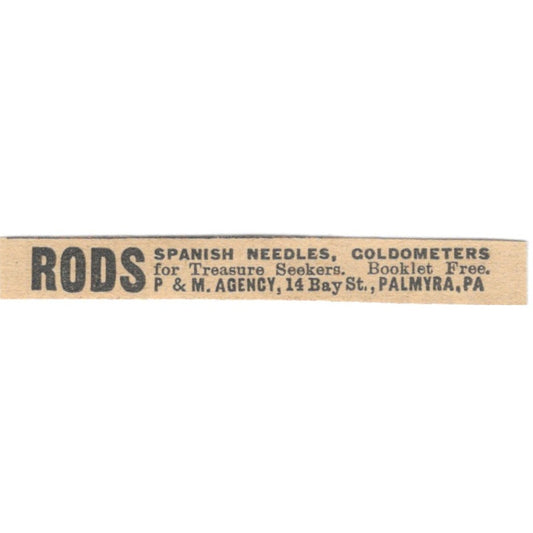 RODS SPANISH NEEDLES, GOLDOMETERS
for Treasure Seekers. Booklet Free.
P & M. AGENCY, 14 Bay St., PALMYRA, PA